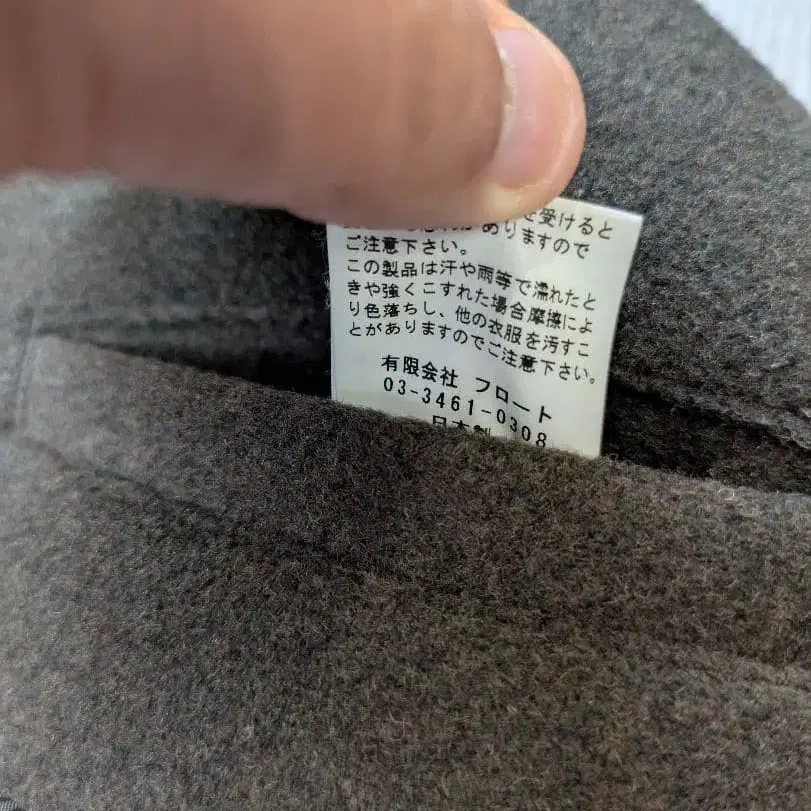 を受けると
ありますので
ご注意下さい。
この製品は汗や雨等で濡れたと
きや強くこすれた場合摩擦によ
り色落ちし、他の衣服を汚すこ
とがありますのでご注意下さい。
有限会社 フロート
03-3461-0308
日本製